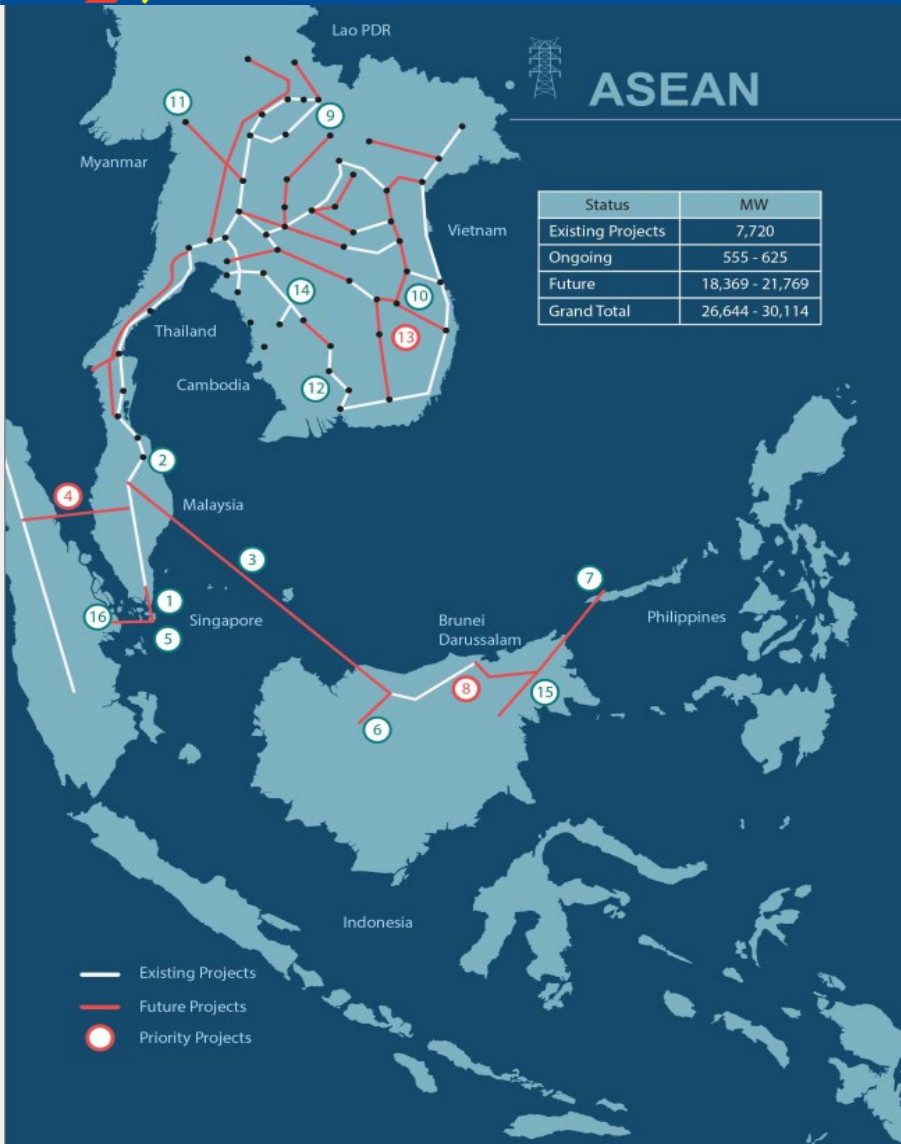 Lao PDR
ASEAN
11
9
Myanmar
Status MW
Existing Projects 7,720
Ongoing 555 - 625
Future 18,369 - 21,769
Grand Total 26,644 - 30,114
Vietnam
14
10
Thailand
13
Cambodia
12
2
4
Malaysia
3
7
1
16
Singapore
5
Brunei
Darussalam
Philippines
8
15
6
Indonesia
Existing Projects
Future Projects
Priority Projects